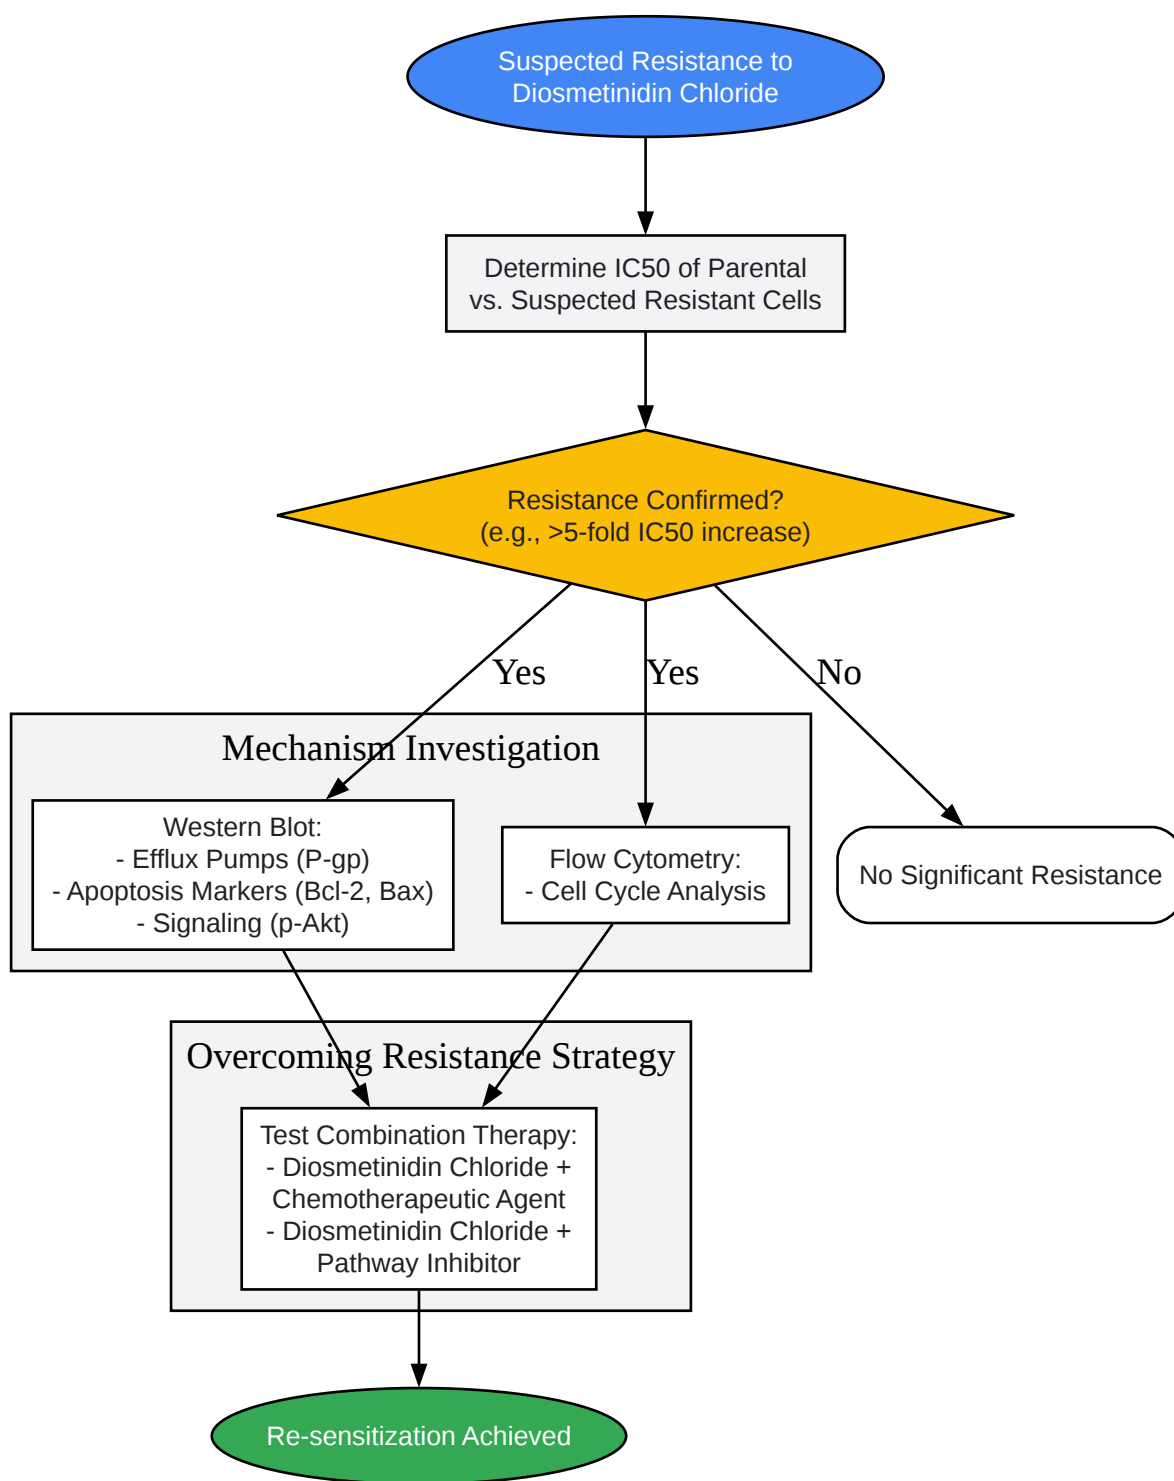 Suspected Resistance to
Diosmetinidin Chloride
Determine IC50 of Parental
vs. Suspected Resistant Cells
Resistance Confirmed?
(e.g., >5-fold IC50 increase)
Yes
Yes
No
Mechanism Investigation
Western Blot:
- Efflux Pumps (P-gp)
- Apoptosis Markers (Bcl-2, Bax)
- Signaling (p-Akt)
Flow Cytometry:
- Cell Cycle Analysis
No Significant Resistance
Overcoming Resistance Strategy
Test Combination Therapy:
- Diosmetinidin Chloride +
Chemotherapeutic Agent
- Diosmetinidin Chloride +
Pathway Inhibitor
Re-sensitization Achieved